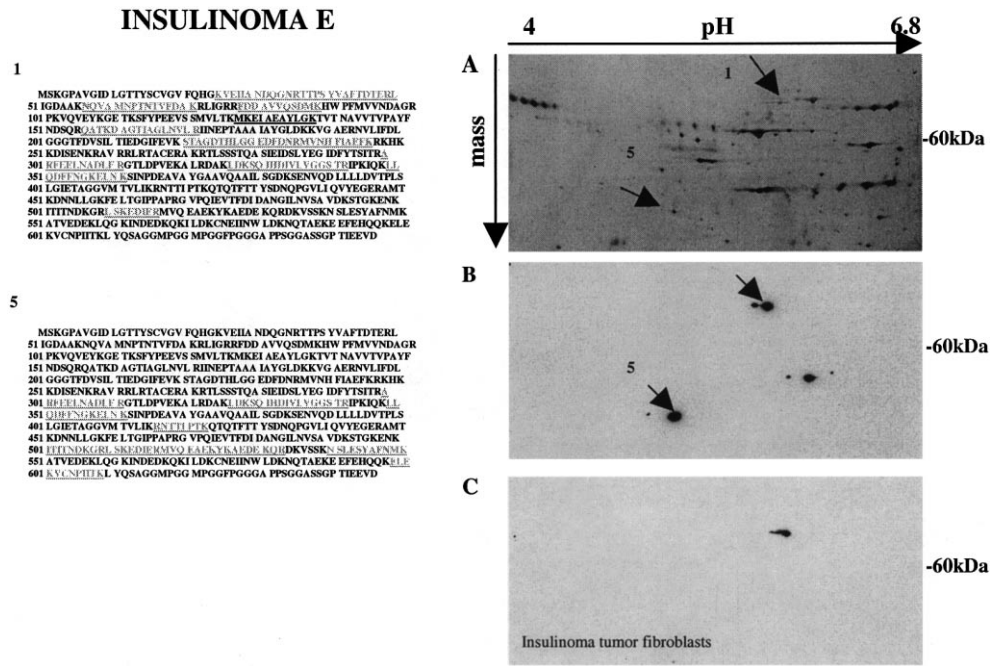 INSULINOMA E
4 pH 6.8
1
MSKGPAVGID LGTTYSCVGV FQHGKVEIIA NDQGNRTTPS YVAFTDTERL
51 IGDAAKNQVA MNPTNTVFDA KRLIGRRFDD AVVQSDMKHW PFMVVNDAGR
101 PKVQVEYKGE TKSFYPEEVS SMVLTKMKEI AEAYLGKTVT NAVVTVPAYF
151 NDSQRQATKD AGTIAGLNVL RIINEPTAAA IAYGLDKKVG AERNVLIFDL
201 GGGTFDVSIL TIEDGIFEVK STAGDTHLGG EDFDNRMVNH FIAEFKRKHK
251 KDISENKRAV RRLRTACERA KRTLSSSTQA SIEIDSLYEG IDFYTSITRA
301 RFEELNADLF RGTLDPVEKA LRDAKLDKSQ IHDIVLVGGS TRIPKIQKLL
351 QDFFNGKELN KSINPDEAVA YGAAVQAAIL SGDKSENVQD LLLLDVTPLS
401 LGIETAGGVM TVLIKRNTTI PTKQTQTFTT YSDNQPGVLI QVYEGERAMT
451 KDNNLLGKFE LTGIPPAPRG VPQIEVTFDI DANGILNVSA VDKSTGKENK
501 ITITNDKGRL SKEDIERMVQ EAEKYKAEDE KQRDKVSSKN SLESYAFNMK
551 ATVEDEKLQG KINDEDKQKI LDKCNEIINW LDKNQTAEKE EFEHQQKELE
601 KVCNPIITKL YQSAGGMPGG MPGGFPGGGA PPSGGASSGP TIEEVD
5
MSKGPAVGID LGTTYSCVGV FQHGKVEIIA NDQGNRTTPS YVAFTDTERL
51 IGDAAKNQVA MNPTNTVFDA KRLIGRRFDD AVVQSDMKHW PFMVVNDAGR
101 PKVQVEYKGE TKSFYPEEVS SMVLTKMKEI AEAYLGKTVT NAVVTVPAYF
151 NDSQRQATKD AGTIAGLNVL RIINEPTAAA IAYGLDKKVG AERNVLIFDL
201 GGGTFDVSIL TIEDGIFEVK STAGDTHLGG EDFDNRMVNH FIAEFKRKHK
251 KDISENKRAV RRLRTACERA KRTLSSSTQA SIEIDSLYEG IDFYTSITRA
301 RFEELNADLF RGTLDPVEKA LRDAKLDKSQ IHDIVLVGGS TRIPKIQKLL
351 QDFFNGKELN KSINPDEAVA YGAAVQAAIL SGDKSENVQD LLLLDVTPLS
401 LGIETAGGVM TVLIKRNTTI PTKQTQTFTT YSDNQPGVLI QVYEGERAMT
451 KDNNLLGKFE LTGIPPAPRG VPQIEVTFDI DANGILNVSA VDKSTGKENK
501 ITITNDKGRL SKEDIERMVQ EAEKYKAEDE KQRDKVSSKN SLESYAFNMK
551 ATVEDEKLQG KINDEDKQKI LDKCNEIINW LDKNQTAEKE EFEHQQKELE
601 KVCNPIITKL YQSAGGMPGG MPGGFPGGGA PPSGGASSGP TIEEVD
A
1
mass
-60kDa
5
B
-60kDa
5
C
-60kDa
Insulinoma tumor fibroblasts